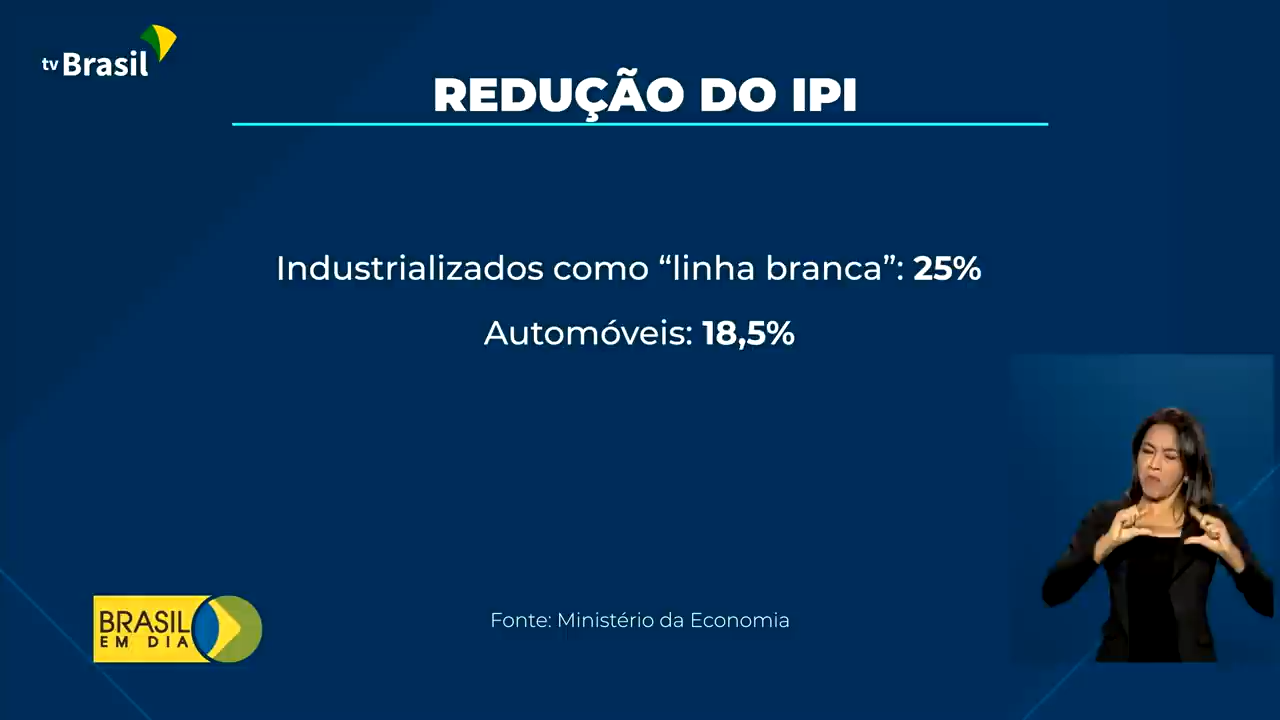 tv Brasil
REDUÇÃO DO IPI
Industrializados como “linha branca”: 25%
Automóveis: 18,5%
BRASIL
EM DIA
Fonte: Ministério da Economia